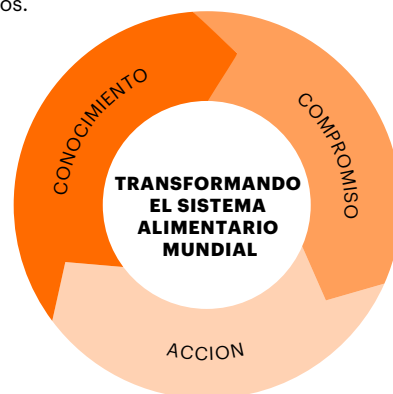 os.
CONOCIMIENTO
COMPROMISO
TRANSFORMANDO
EL SISTEMA
ALIMENTARIO
MUNDIAL
ACCION